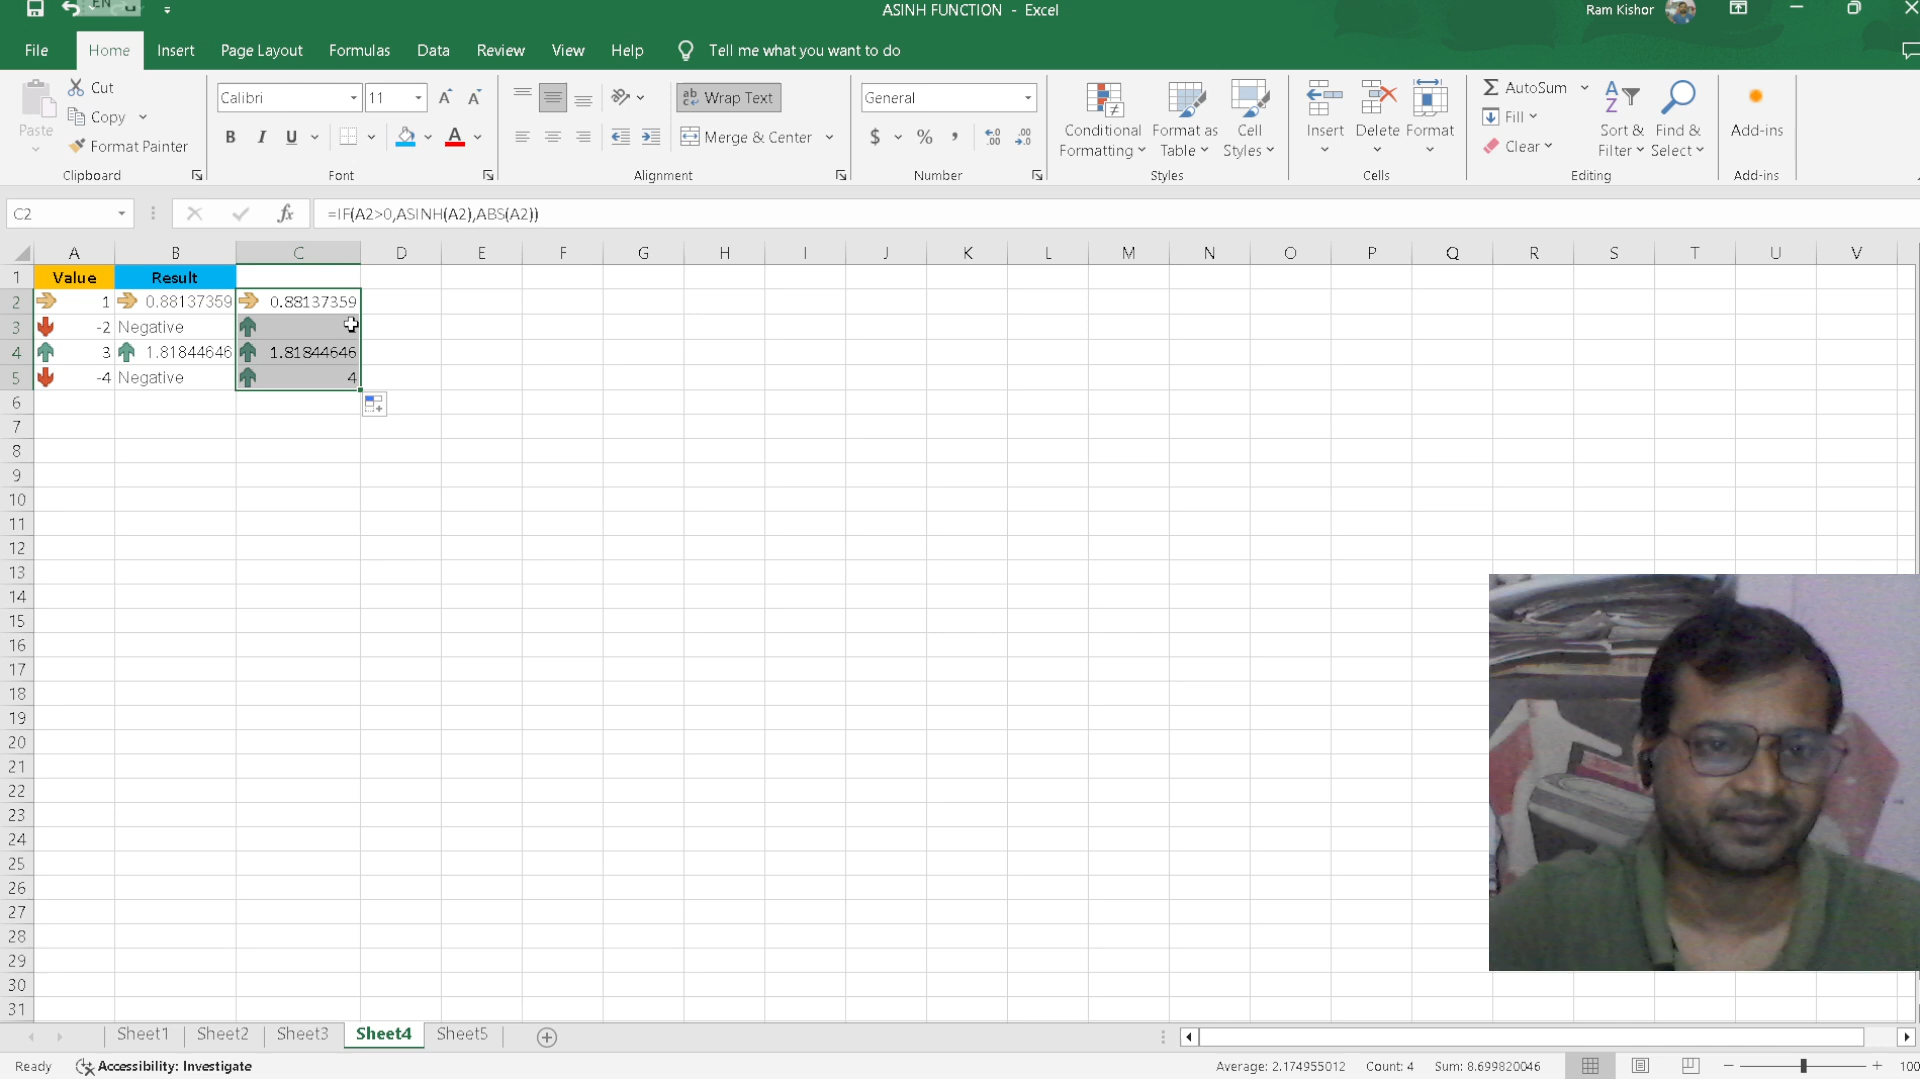 EN
ASINH FUNCTION - Excel
Ram Kishor
File Home Insert Page Layout Formulas Data Review View Help Tell me what you want to do
Paste
Cut
Copy
Format Painter
Clipboard
Calibri 11
B I U
Font
Wrap Text
Merge & Center
Alignment
General
$ % ,
Number
Conditional Formatting
Format as Table
Cell Styles
Styles
Insert Delete Format
Cells
AutoSum
Fill
Clear
Sort & Filter
Find & Select
Editing
Add-ins
Add-ins
C2 fx =IF(A2>0,ASINH(A2),ABS(A2))
A B C D E F G H I J K L M N O P Q R S T U V
1 Value Result
2 1 0.88137359 0.88137359
3 -2 Negative
4 3 1.81844646 1.81844646
5 -4 Negative 4
6
7
8
9
10
11
12
13
14
15
16
17
18
19
20
21
22
23
24
25
26
27
28
29
30
31
Sheet1 Sheet2 Sheet3 Sheet4 Sheet5
Ready Accessibility: Investigate Average: 2.174955012 Count: 4 Sum: 8.699820046 100